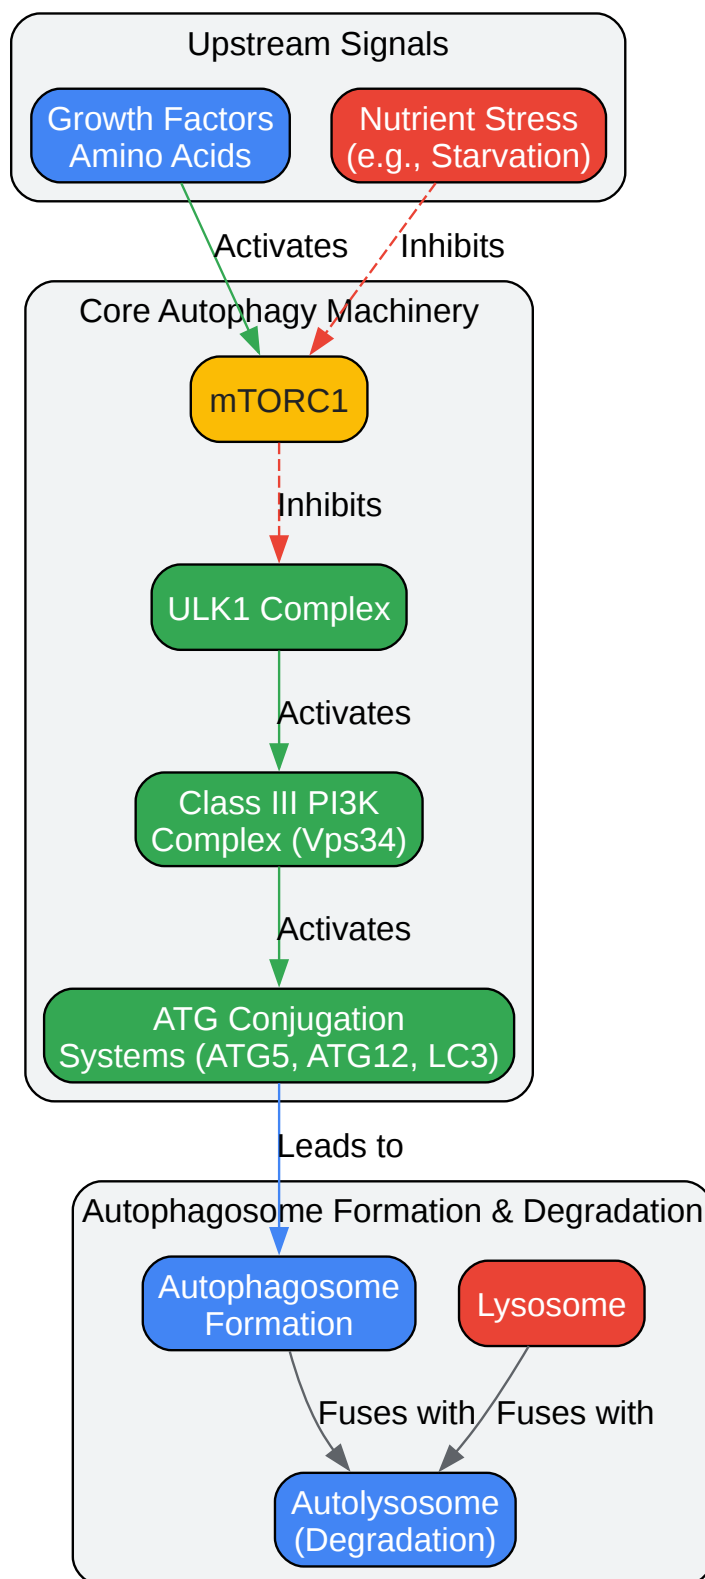 Upstream Signals
Growth Factors
Amino Acids
Nutrient Stress
(e.g., Starvation)
Activates
Inhibits
Core Autophagy Machinery
mTORC1
Inhibits
ULK1 Complex
Activates
Class III PI3K
Complex (Vps34)
Activates
ATG Conjugation
Systems (ATG5, ATG12, LC3)
Leads to
Autophagosome Formation & Degradation
Autophagosome
Formation
Lysosome
Fuses with
Fuses with
Autolysosome
(Degradation)